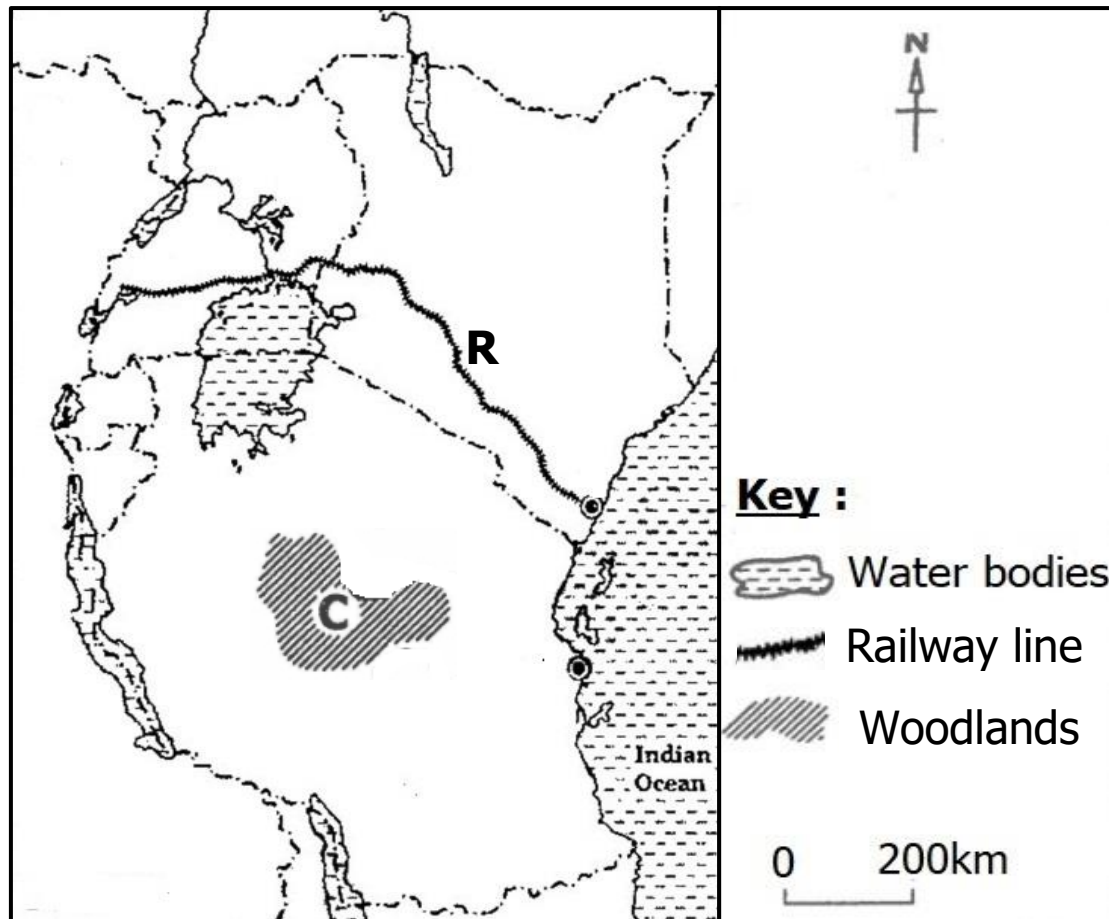 N
R
C
Indian
Ocean
Key :
Water bodies
Railway line
Woodlands
0 200km